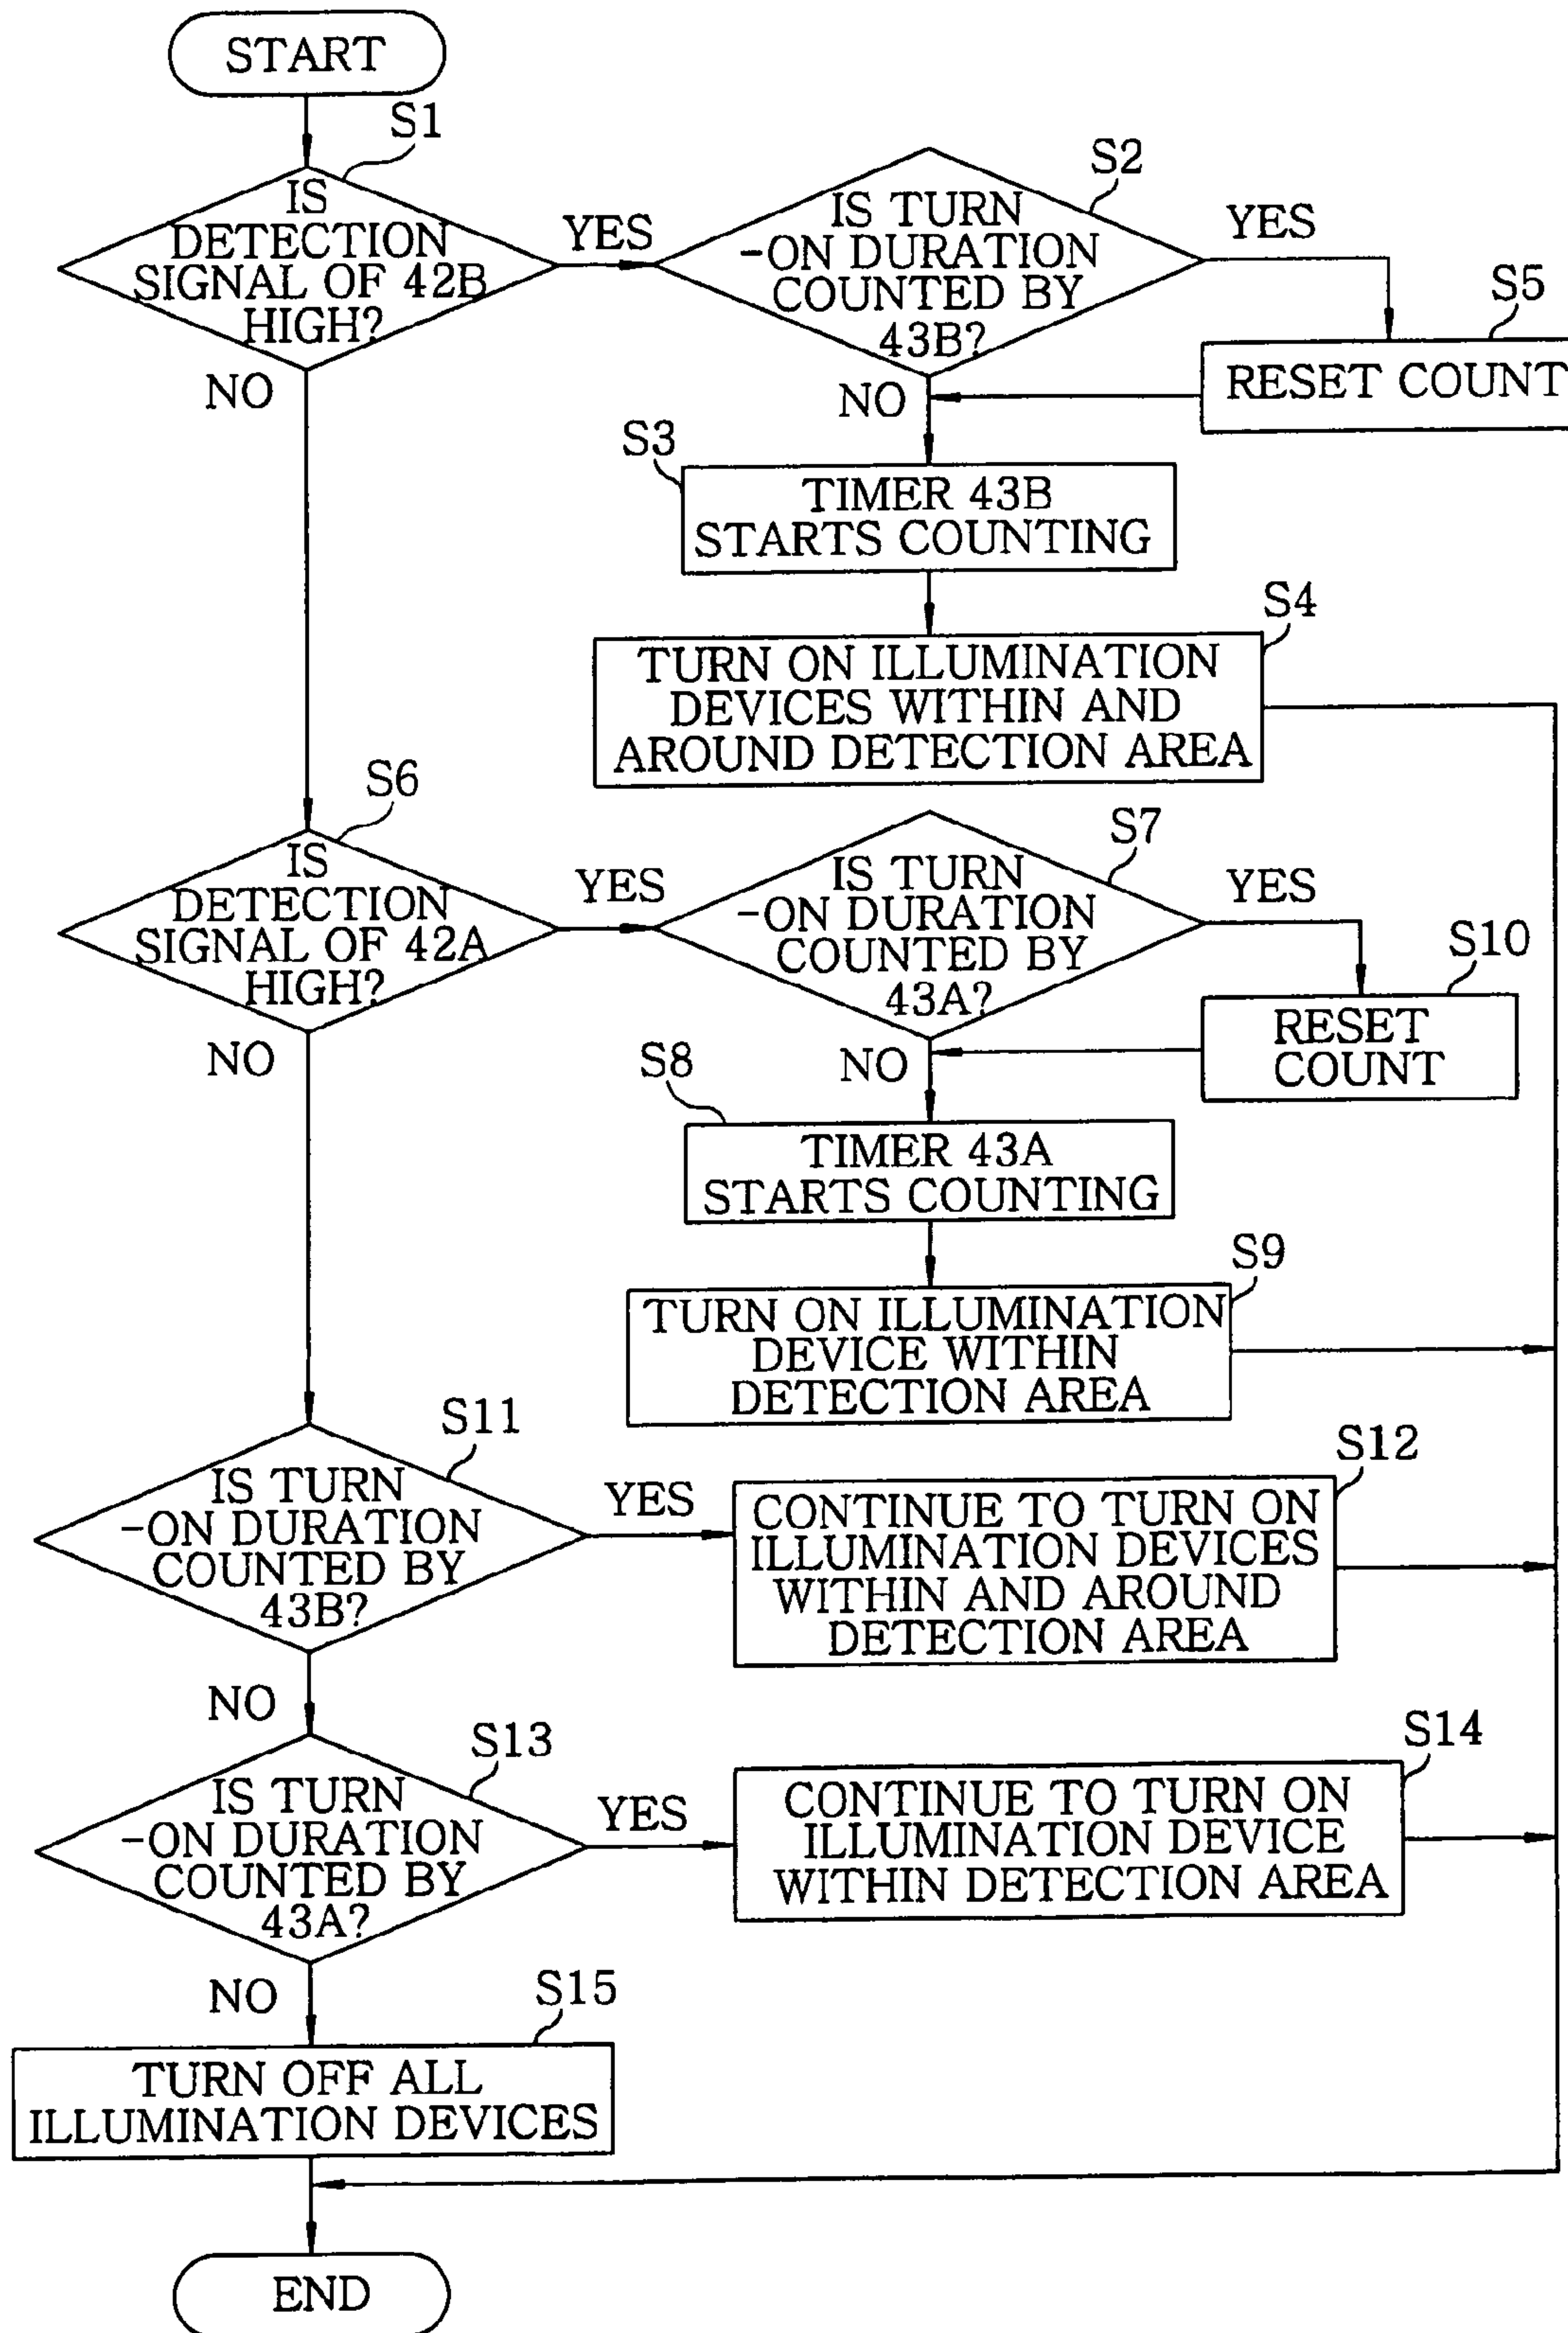 START
S1
IS
DETECTION
SIGNAL OF 42B
HIGH?
YES
NO
S2
IS TURN
-ON DURATION
COUNTED BY
43B?
YES
NO
S5
RESET COUNT
S3
TIMER 43B
STARTS COUNTING
S4
TURN ON ILLUMINATION
DEVICES WITHIN AND
AROUND DETECTION AREA
S6
IS
DETECTION
SIGNAL OF 42A
HIGH?
YES
NO
S7
IS TURN
-ON DURATION
COUNTED BY
43A?
YES
NO
S10
RESET
COUNT
S8
TIMER 43A
STARTS COUNTING
S9
TURN ON ILLUMINATION
DEVICE WITHIN
DETECTION AREA
S11
IS TURN
-ON DURATION
COUNTED BY
43B?
YES
NO
S12
CONTINUE TO TURN ON
ILLUMINATION DEVICES
WITHIN AND AROUND
DETECTION AREA
S13
IS TURN
-ON DURATION
COUNTED BY
43A?
YES
NO
S14
CONTINUE TO TURN ON
ILLUMINATION DEVICE
WITHIN DETECTION AREA
S15
TURN OFF ALL
ILLUMINATION DEVICES
END